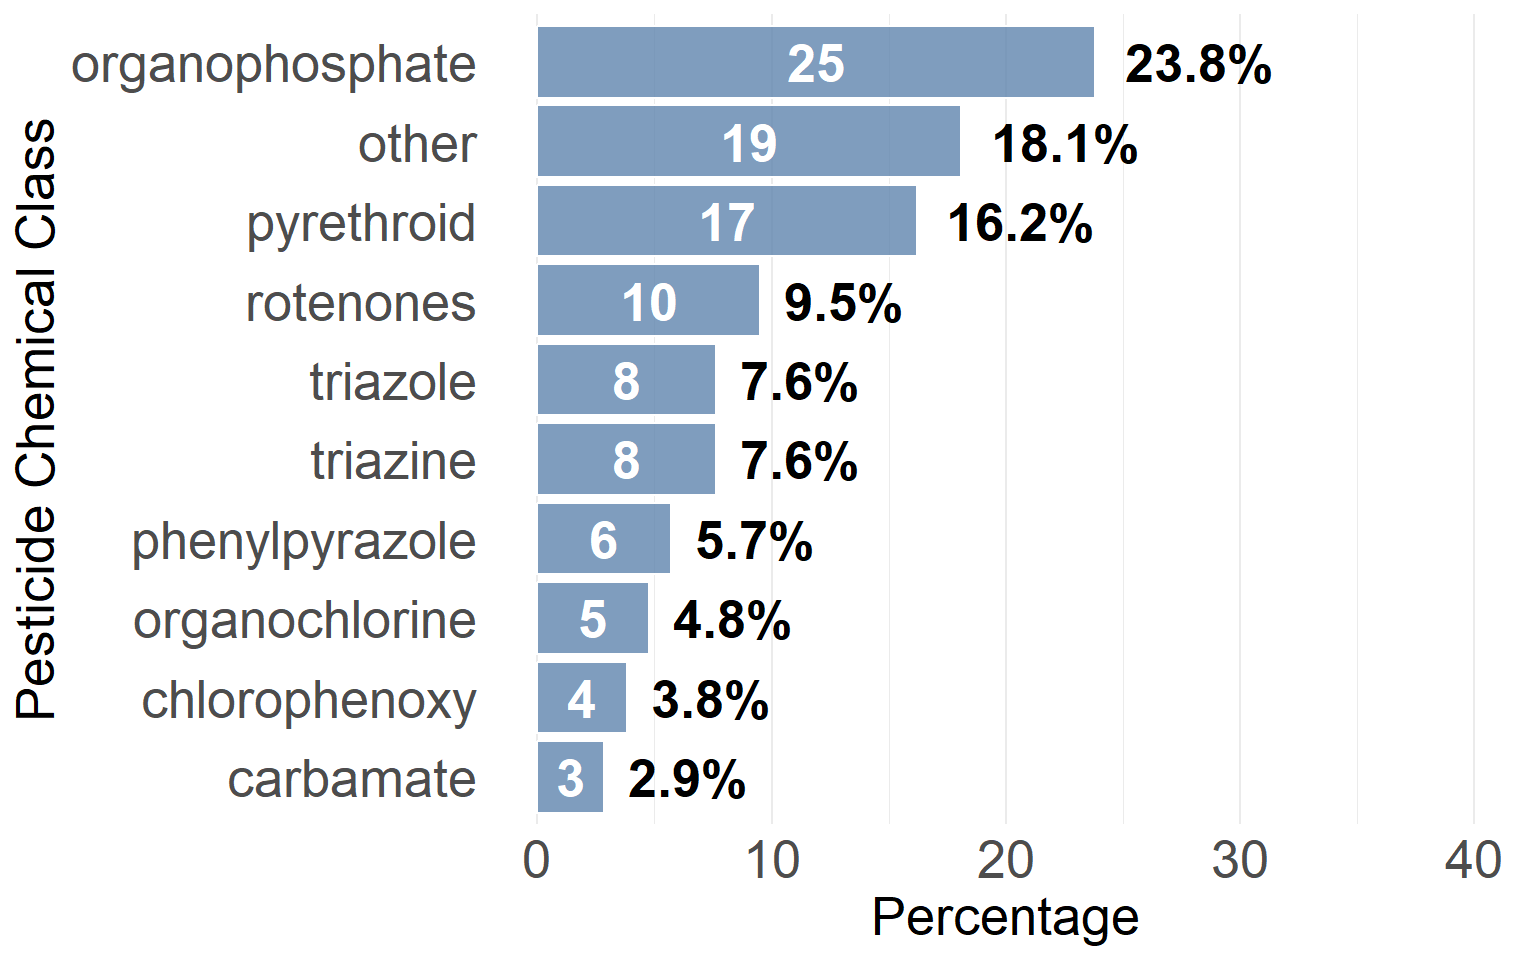 Pesticide Chemical Class
organophosphate 25 23.8%
other 19 18.1%
pyrethroid 17 16.2%
rotenones 10 9.5%
triazole 8 7.6%
triazine 8 7.6%
phenylpyrazole 6 5.7%
organochlorine 5 4.8%
chlorophenoxy 4 3.8%
carbamate 3 2.9%
0 10 20 30 40
Percentage